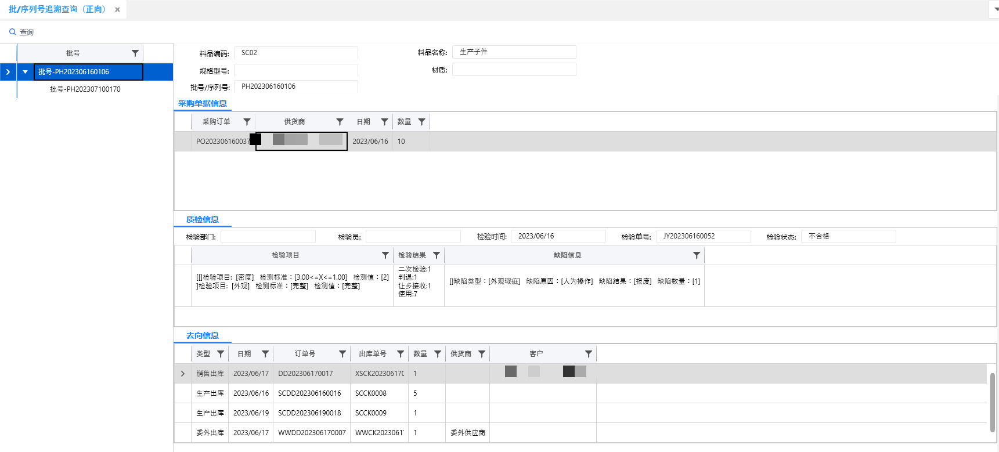 批/序列号追溯查询（正向） x
查询
批号
批号-PH202306160106
批号-PH202307100170
料品编码: SC02 料品名称: 生产子件
规格型号: 材质:
批号/序列号: PH202306160106
采购单据信息
采购订单 供货商 日期 数量
PO202306160037 2023/06/16 10
质检信息
检验部门: 检验员: 检验时间: 2023/06/16 检验单号: JY202306160052 检验状态: 不合格
检验项目 检验结果 缺陷信息
[[]检验项目: [密度] 检测标准：[3.00<=X<=1.00] 检测值：[2]
]检验项目: [外观] 检测标准：[完整] 检测值：[完整]
二次检验:1
判退:1
让步接收:1
使用:7
[]缺陷类型：[外观瑕疵] 缺陷原因：[人为操作] 缺陷结果：[报废] 缺陷数量：[1]
去向信息
类型 日期 订单号 出库单号 数量 供货商 客户
销售出库 2023/06/17 DD202306170017 XSCK20230617 1
生产出库 2023/06/16 SCDD202306160016 SCCK0008 5
生产出库 2023/06/19 SCDD202306190018 SCCK0009 1
委外出库 2023/06/17 WWDD202306170007 WWCK2023061 1 委外供应商